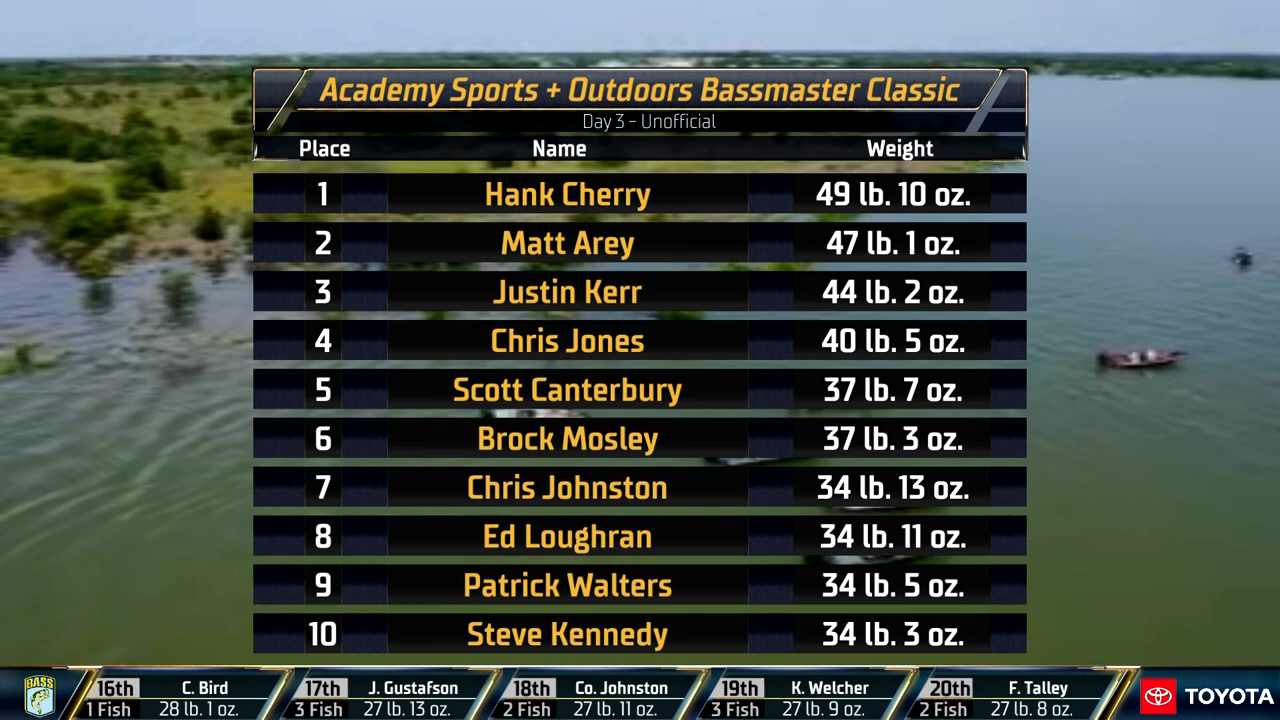 Academy Sports + Outdoors Bassmaster Classic
Day 3 - Unofficial
Place Name Weight
1 Hank Cherry 49 lb. 10 oz.
2 Matt Arey 47 lb. 1 oz.
3 Justin Kerr 44 lb. 2 oz.
4 Chris Jones 40 lb. 5 oz.
5 Scott Canterbury 37 lb. 7 oz.
6 Brock Mosley 37 lb. 3 oz.
7 Chris Johnston 34 lb. 13 oz.
8 Ed Loughran 34 lb. 11 oz.
9 Patrick Walters 34 lb. 5 oz.
10 Steve Kennedy 34 lb. 3 oz.
BASS 16th C. Bird 17th J. Gustafson 18th Co. Johnston 19th K. Welcher 20th F. Talley TOYOTA
1 Fish 28 lb. 1 oz. 3 Fish 27 lb. 13 oz. 2 Fish 27 lb. 11 oz. 3 Fish 27 lb. 9 oz. 2 Fish 27 lb. 8 oz.